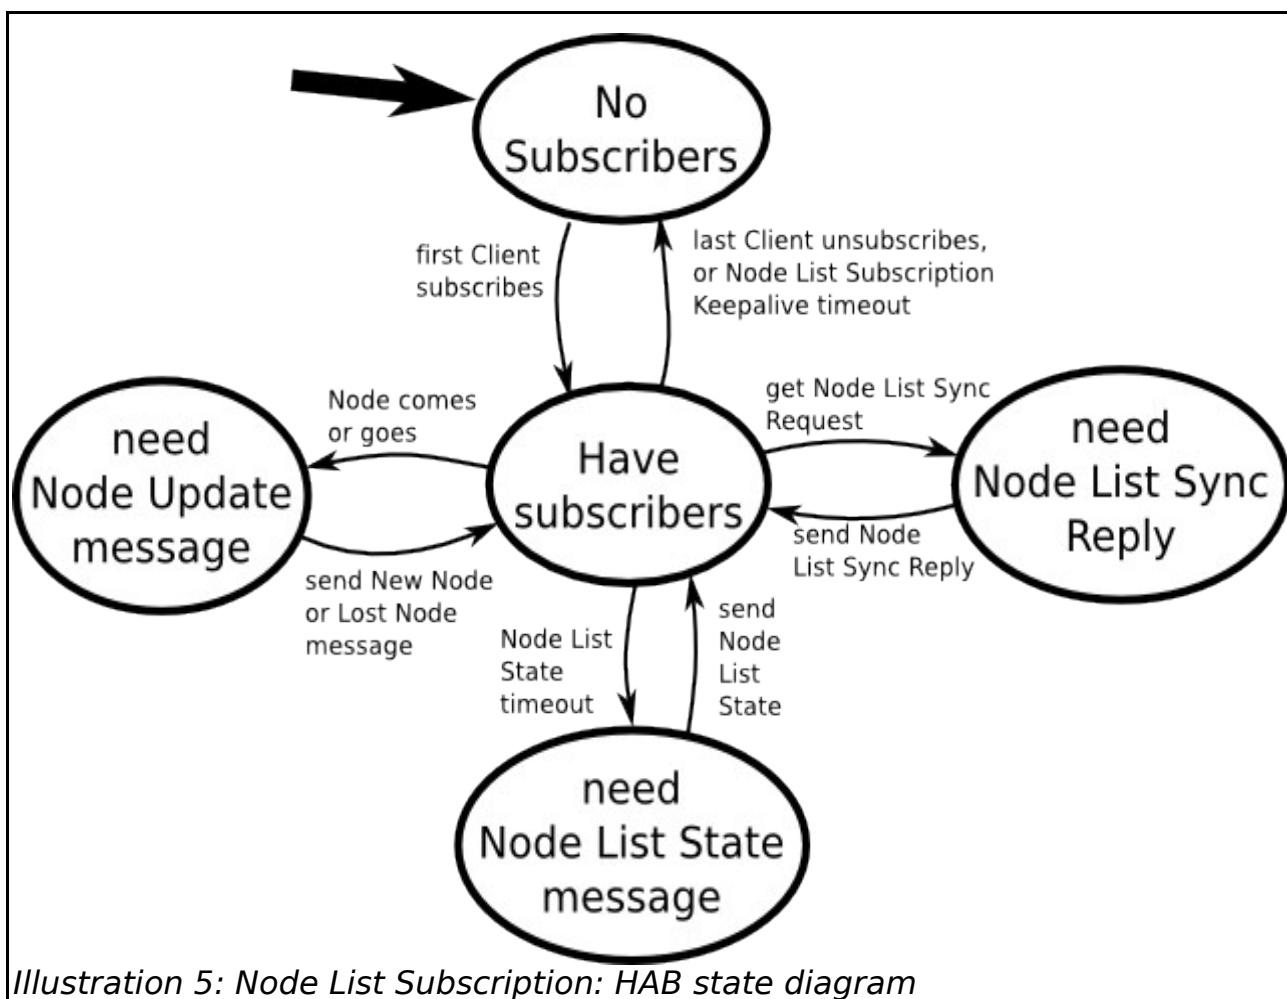 No
Subscribers
first Client
subscribes
last Client unsubscribes,
or Node List Subscription
Keepalive timeout
Node comes
or goes
get Node List Sync
Request
need
Node Update
message
Have
subscribers
need
Node List Sync
Reply
send New Node
or Lost Node
message
send Node
List Sync Reply
Node List
State
timeout
send
Node
List
State
need
Node List State
message
Illustration 5: Node List Subscription: HAB state diagram